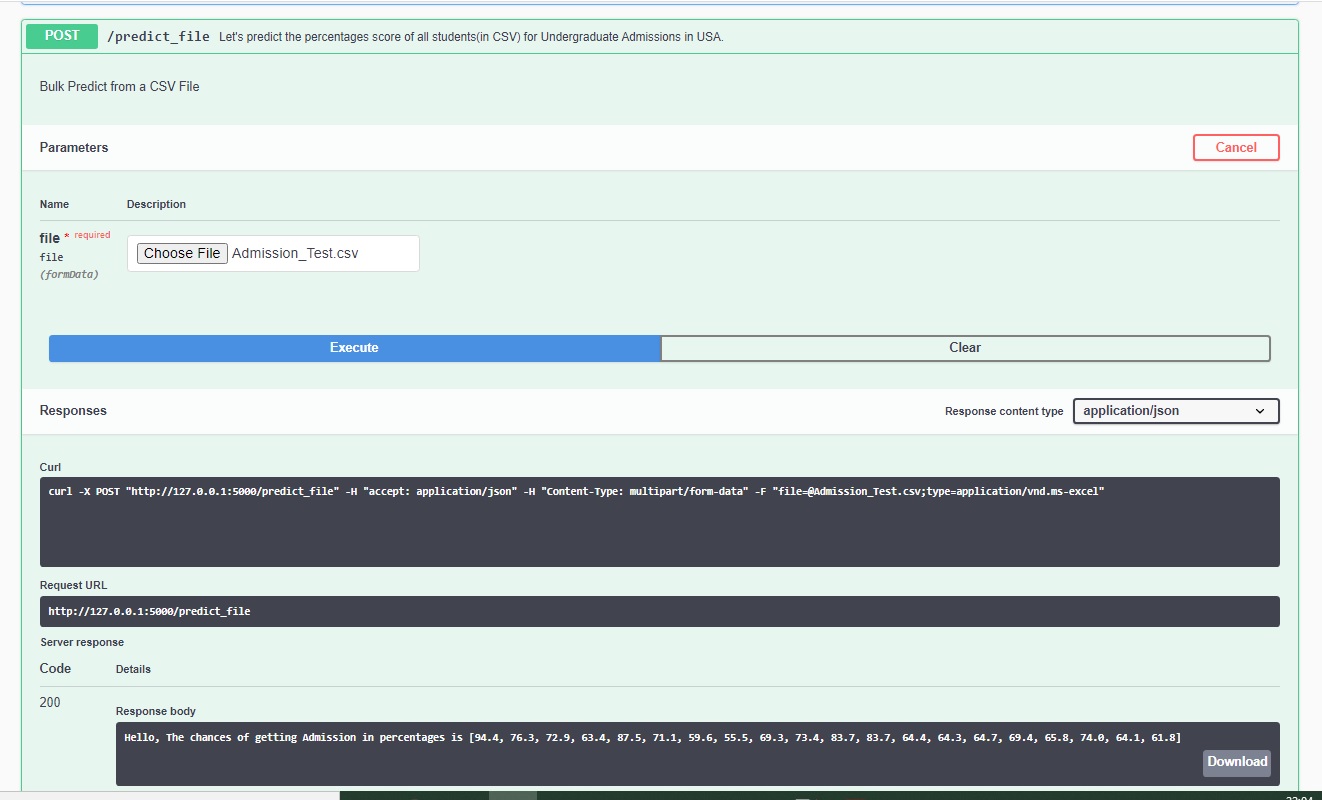 POST /predict_file Let's predict the percentages score of all students(in CSV) for Undergraduate Admissions in USA.
Bulk Predict from a CSV File
Parameters Cancel
Name Description
file * required
Choose File Admission_Test.csv
file
(formData)
Execute Clear
Responses Response content type application/json
Curl
curl -X POST "http://127.0.0.1:5000/predict_file" -H "accept: application/json" -H "Content-Type: multipart/form-data" -F "file=@Admission_Test.csv;type=application/vnd.ms-excel"
Request URL
http://127.0.0.1:5000/predict_file
Server response
Code Details
200
Response body
Hello, The chances of getting Admission in percentages is [94.4, 76.3, 72.9, 63.4, 87.5, 71.1, 59.6, 55.5, 69.3, 73.4, 83.7, 83.7, 64.4, 64.3, 64.7, 69.4, 65.8, 74.0, 64.1, 61.8]
Download